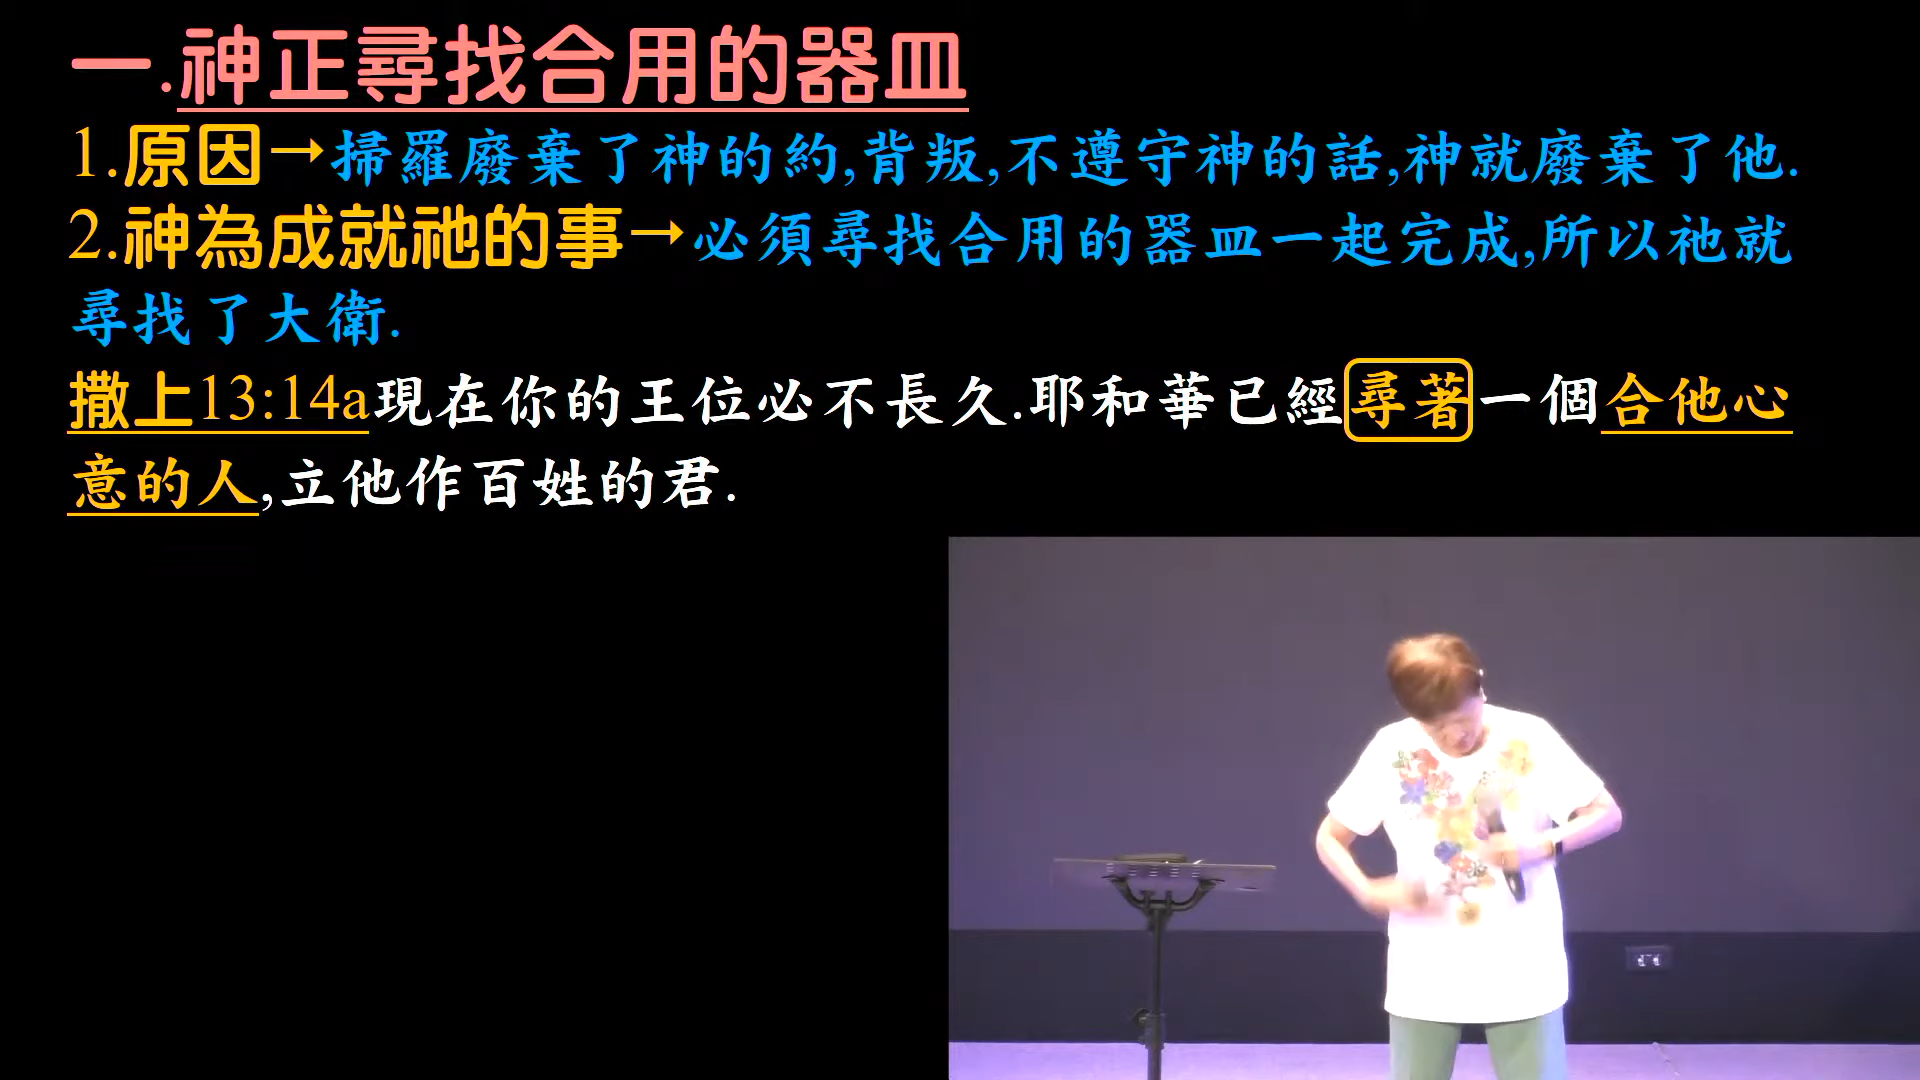 一.神正尋找合用的器皿
1.原因→掃羅廢棄了神的約,背叛,不遵守神的話,神就廢棄了他.
2.神為成就祂的事→必須尋找合用的器皿一起完成,所以祂就
尋找了大衛.
撒上13:14a現在你的王位必不長久.耶和華已經尋著一個合他心
意的人,立他作百姓的君.